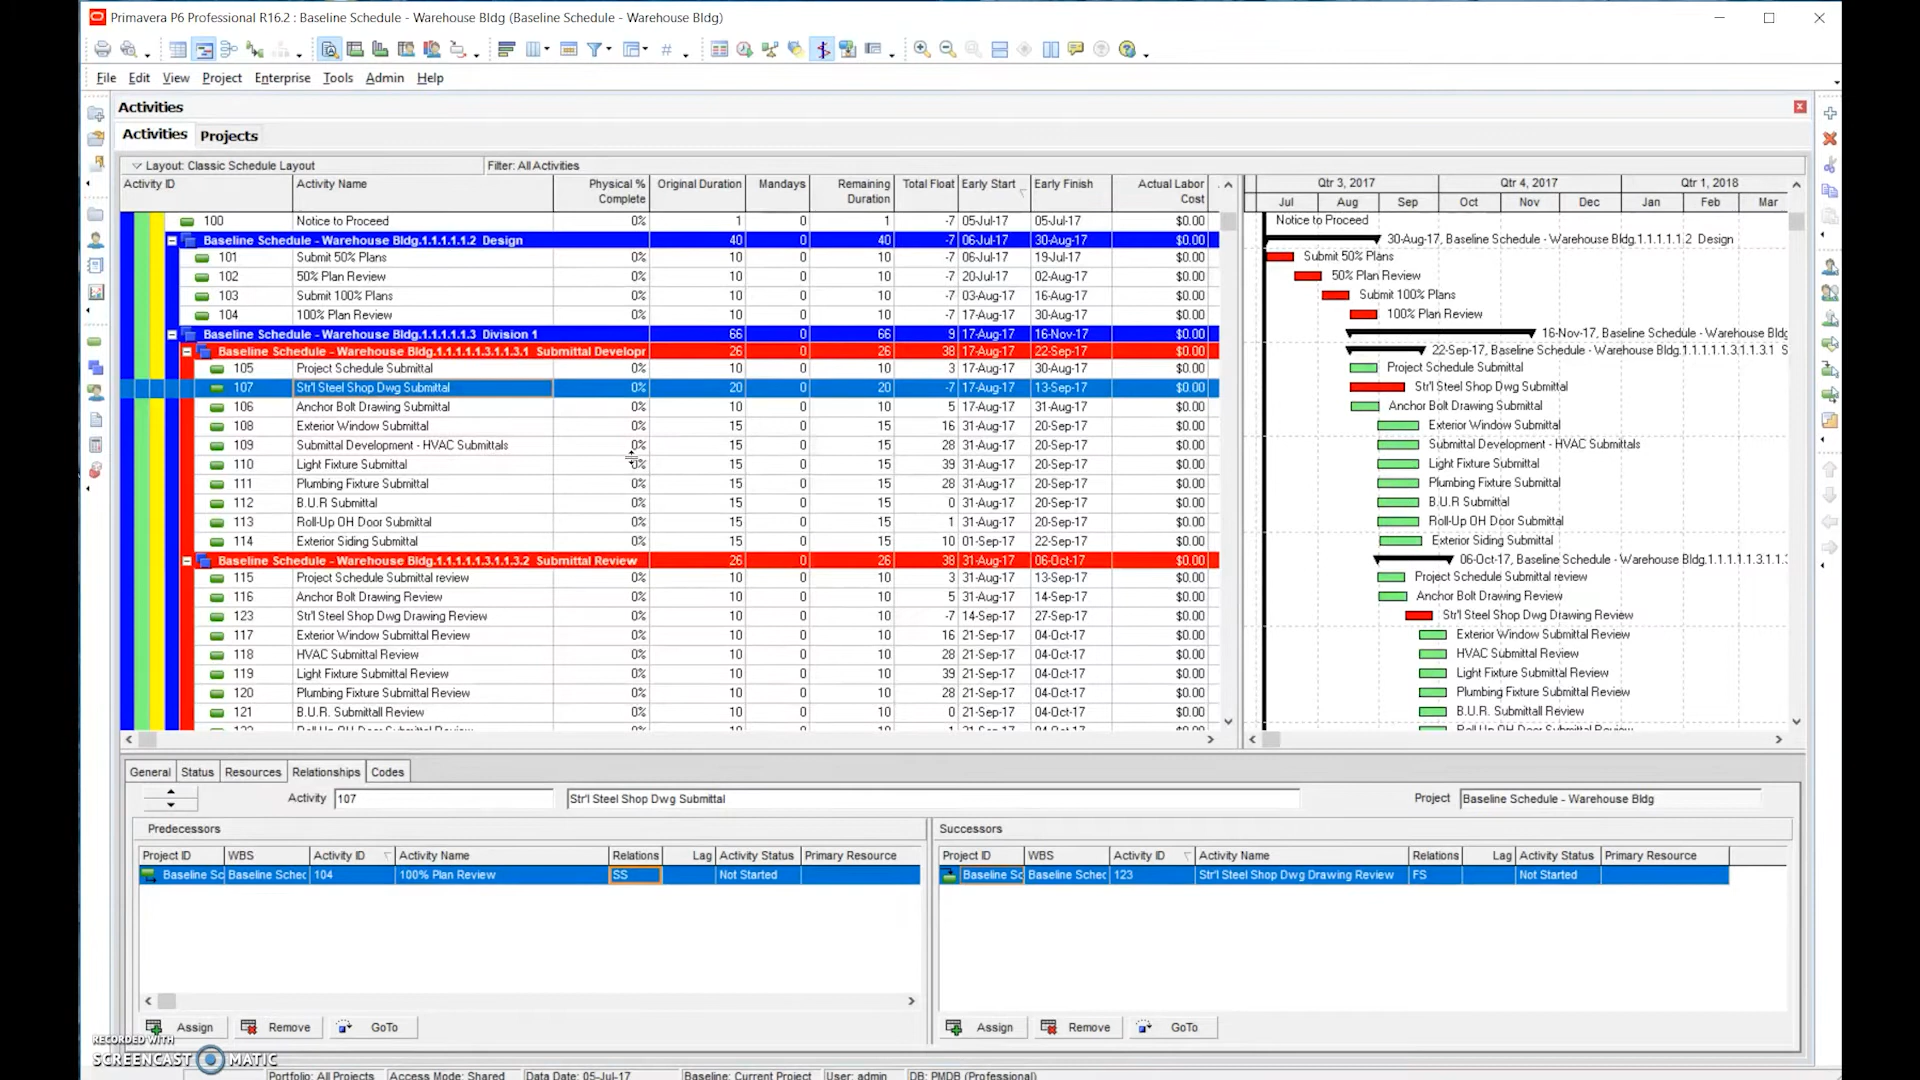 Primavera P6 Professional R16.2 : Baseline Schedule - Warehouse Bldg (Baseline Schedule - Warehouse Bldg)
File Edit View Project Enterprise Tools Admin Help
Activities
Activities Projects
Layout: Classic Schedule Layout Filter: All Activities
Activity ID Activity Name Physical % Complete Original Duration Mandays Remaining Duration Total Float Early Start Early Finish Actual Labor Cost
100 Notice to Proceed 0% 1 0 1 -7 05-Jul-17 05-Jul-17 $0.00
Baseline Schedule - Warehouse Bldg.1.1.1.1.1.2 Design 40 0 40 -7 06-Jul-17 30-Aug-17 $0.00
101 Submit 50% Plans 0% 10 0 10 -7 06-Jul-17 19-Jul-17 $0.00
102 50% Plan Review 0% 10 0 10 -7 20-Jul-17 02-Aug-17 $0.00
103 Submit 100% Plans 0% 10 0 10 -7 03-Aug-17 16-Aug-17 $0.00
104 100% Plan Review 0% 10 0 10 -7 17-Aug-17 30-Aug-17 $0.00
Baseline Schedule - Warehouse Bldg.1.1.1.1.1.3 Division 1 66 0 66 9 17-Aug-17 16-Nov-17 $0.00
Baseline Schedule - Warehouse Bldg.1.1.1.1.1.3.1.1.3.1 Submittal Developr 26 0 26 38 17-Aug-17 22-Sep-17 $0.00
105 Project Schedule Submittal 0% 10 0 10 3 17-Aug-17 30-Aug-17 $0.00
107 Str'l Steel Shop Dwg Submittal 0% 20 0 20 -7 17-Aug-17 13-Sep-17 $0.00
106 Anchor Bolt Drawing Submittal 0% 10 0 10 5 17-Aug-17 31-Aug-17 $0.00
108 Exterior Window Submittal 0% 15 0 15 16 31-Aug-17 20-Sep-17 $0.00
109 Submittal Development - HVAC Submittals 0% 15 0 15 28 31-Aug-17 20-Sep-17 $0.00
110 Light Fixture Submittal 0% 15 0 15 39 31-Aug-17 20-Sep-17 $0.00
111 Plumbing Fixture Submittal 0% 15 0 15 28 31-Aug-17 20-Sep-17 $0.00
112 B.U.R Submittal 0% 15 0 15 0 31-Aug-17 20-Sep-17 $0.00
113 Roll-Up OH Door Submittal 0% 15 0 15 1 31-Aug-17 20-Sep-17 $0.00
114 Exterior Siding Submittal 0% 15 0 15 10 01-Sep-17 22-Sep-17 $0.00
Baseline Schedule - Warehouse Bldg.1.1.1.1.1.3.1.1.3.2 Submittal Review 26 0 26 38 31-Aug-17 06-Oct-17 $0.00
115 Project Schedule Submittal review 0% 10 0 10 3 31-Aug-17 13-Sep-17 $0.00
116 Anchor Bolt Drawing Review 0% 10 0 10 5 31-Aug-17 14-Sep-17 $0.00
123 Str'l Steel Shop Dwg Drawing Review 0% 10 0 10 -7 14-Sep-17 27-Sep-17 $0.00
117 Exterior Window Submittal Review 0% 10 0 10 16 21-Sep-17 04-Oct-17 $0.00
118 HVAC Submittal Review 0% 10 0 10 28 21-Sep-17 04-Oct-17 $0.00
119 Light Fixture Submittal Review 0% 10 0 10 39 21-Sep-17 04-Oct-17 $0.00
120 Plumbing Fixture Submittal Review 0% 10 0 10 28 21-Sep-17 04-Oct-17 $0.00
121 B.U.R. Submittall Review 0% 10 0 10 0 21-Sep-17 04-Oct-17 $0.00
Qtr 3, 2017 Qtr 4, 2017 Qtr 1, 2018
Jul Aug Sep Oct Nov Dec Jan Feb Mar
Notice to Proceed
30-Aug-17, Baseline Schedule - Warehouse Bldg.1.1.1.1.1.2 Design
Submit 50% Plans
50% Plan Review
Submit 100% Plans
100% Plan Review
16-Nov-17, Baseline Schedule - Warehouse Bldg
22-Sep-17, Baseline Schedule - Warehouse Bldg.1.1.1.1.1.3.1.1.3.1 S
Project Schedule Submittal
Str'l Steel Shop Dwg Submittal
Anchor Bolt Drawing Submittal
Exterior Window Submittal
Submittal Development - HVAC Submittals
Light Fixture Submittal
Plumbing Fixture Submittal
B.U.R Submittal
Roll-Up OH Door Submittal
Exterior Siding Submittal
06-Oct-17, Baseline Schedule - Warehouse Bldg.1.1.1.1.1.3.1.1.3.
Project Schedule Submittal review
Anchor Bolt Drawing Review
Str'l Steel Shop Dwg Drawing Review
Exterior Window Submittal Review
HVAC Submittal Review
Light Fixture Submittal Review
Plumbing Fixture Submittal Review
B.U.R. Submittall Review
General Status Resources Relationships Codes
Activity 107 Str'l Steel Shop Dwg Submittal Project Baseline Schedule - Warehouse Bldg
Predecessors Successors
Project ID WBS Activity ID Activity Name Relations Lag Activity Status Primary Resource
Baseline Sc Baseline Sched 104 100% Plan Review SS Not Started
Project ID WBS Activity ID Activity Name Relations Lag Activity Status Primary Resource
Baseline Sc Baseline Sched 123 Str'l Steel Shop Dwg Drawing Review FS Not Started
Assign Remove GoTo Assign Remove GoTo
RECORDED WITH
SCREENCAST MATIC
Portfolio: All Projects Access Mode: Shared Data Date: 05-Jul-17 Baseline: Current Project User: admin DB: PMDB (Professional)